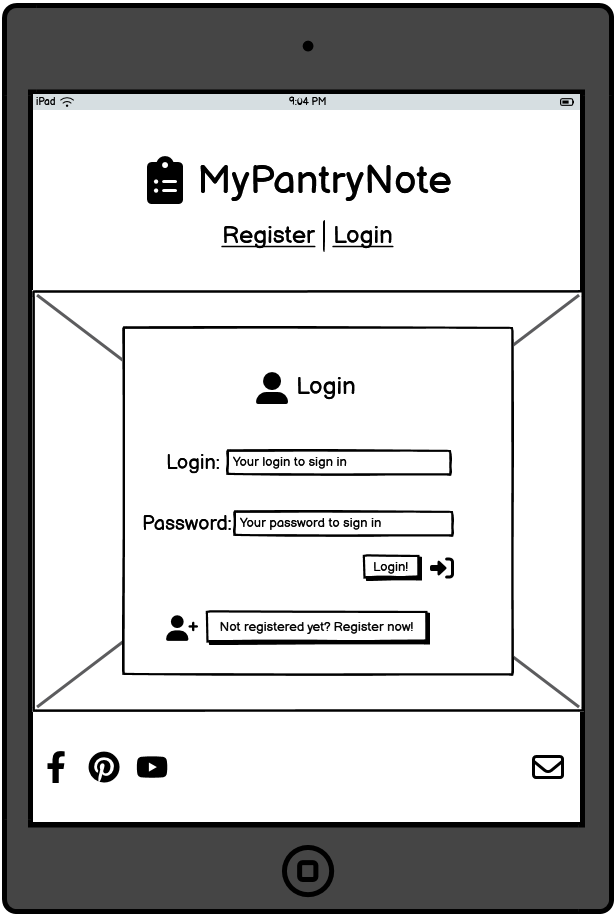 iPad 9:04 PM
MyPantryNote
Register | Login
Login
Login: Your login to sign in
Password: Your password to sign in
Login!
Not registered yet? Register now!